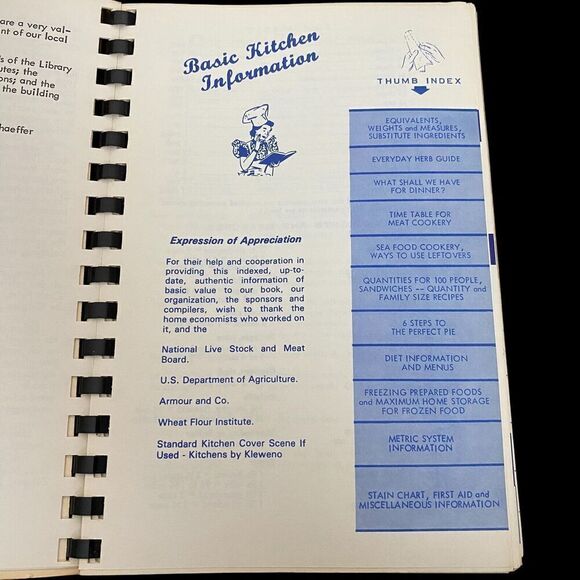 are a very val-
nt of our local
s of the Library
utes; the
ons; and the
the building
haeffer
Basic Kitchen
Information
Expression of Appreciation
For their help and cooperation in
providing this indexed, up-to-
date, authentic information of
basic value to our book, our
organization, the sponsors and
compilers, wish to thank the
home economists who worked on
it, and the
National Live Stock and Meat
Board.
U.S. Department of Agriculture.
Armour and Co.
Wheat Flour Institute.
Standard Kitchen Cover Scene If
Used - Kitchens by Kleweno
THUMB INDEX
EQUIVALENTS,
WEIGHTS and MEASURES,
SUBSTITUTE INGREDIENTS
EVERYDAY HERB GUIDE
WHAT SHALL WE HAVE
FOR DINNER?
TIME TABLE FOR
MEAT COOKERY
SEA FOOD COOKERY,
WAYS TO USE LEFTOVERS
QUANTITIES FOR 100 PEOPLE,
SANDWICHES -- QUANTITY and
FAMILY SIZE RECIPES
6 STEPS TO
THE PERFECT PIE
DIET INFORMATION
AND MENUS
FREEZING PREPARED FOODS
and MAXIMUM HOME STORAGE
FOR FROZEN FOOD
METRIC SYSTEM
INFORMATION
STAIN CHART, FIRST AID and
MISCELLANEOUS INFORMATION